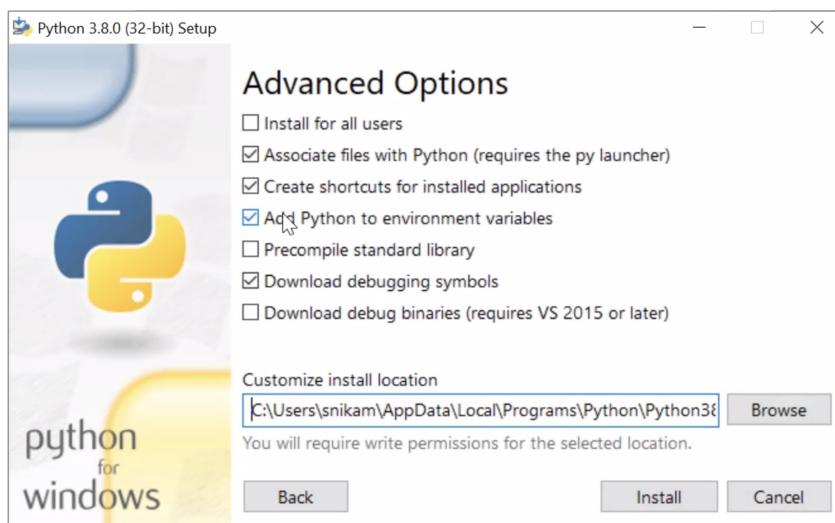 Python 3.8.0 (32-bit) Setup
Advanced Options
Install for all users
Associate files with Python (requires the py launcher)
Create shortcuts for installed applications
Add Python to environment variables
Precompile standard library
Download debugging symbols
Download debug binaries (requires VS 2015 or later)
Customize install location
C:\Users\snikam\AppData\Local\Programs\Python\Python38
Browse
You will require write permissions for the selected location.
python
for
windows
Back
Install
Cancel